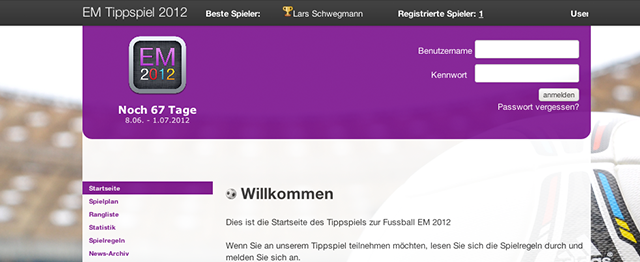 EM Tippspiel 2012 Beste Spieler: Lars Schwegmann Registrierte Spieler: 1
EM
2012
Noch 67 Tage
8.06. - 1.07.2012
Benutzername
Kennwort
anmelden
Passwort vergessen?
Startseite
Spielplan
Rangliste
Statistik
Spielregeln
News-Archiv
Willkommen
Dies ist die Startseite des Tippspiels zur Fussball EM 2012
Wenn Sie an unserem Tippspiel teilnehmen möchten, lesen Sie sich die Spielregeln durch und
melden Sie sich an.